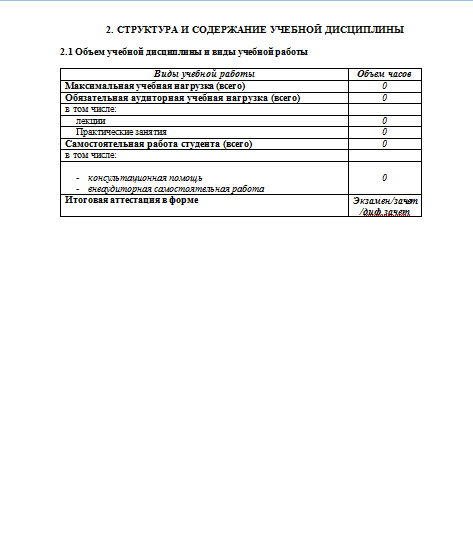 2. СТРУКТУРА И СОДЕРЖАНИЕ УЧЕБНОЙ ДИСЦИПЛИНЫ
2.1 Объем учебной дисциплины и виды учебной работы
Виды учебной работы Объем часов
Максимальная учебная нагрузка (всего) 0
Обязательная аудиторная учебная нагрузка (всего) 0
в том числе:
лекции 0
Практические занятия 0
Самостоятельная работа студента (всего) 0
в том числе:
- консультационная помощь 0
- внеаудиторная самостоятельная работа
Итоговая аттестация в форме Экзамен/зачет
/диф.зачет